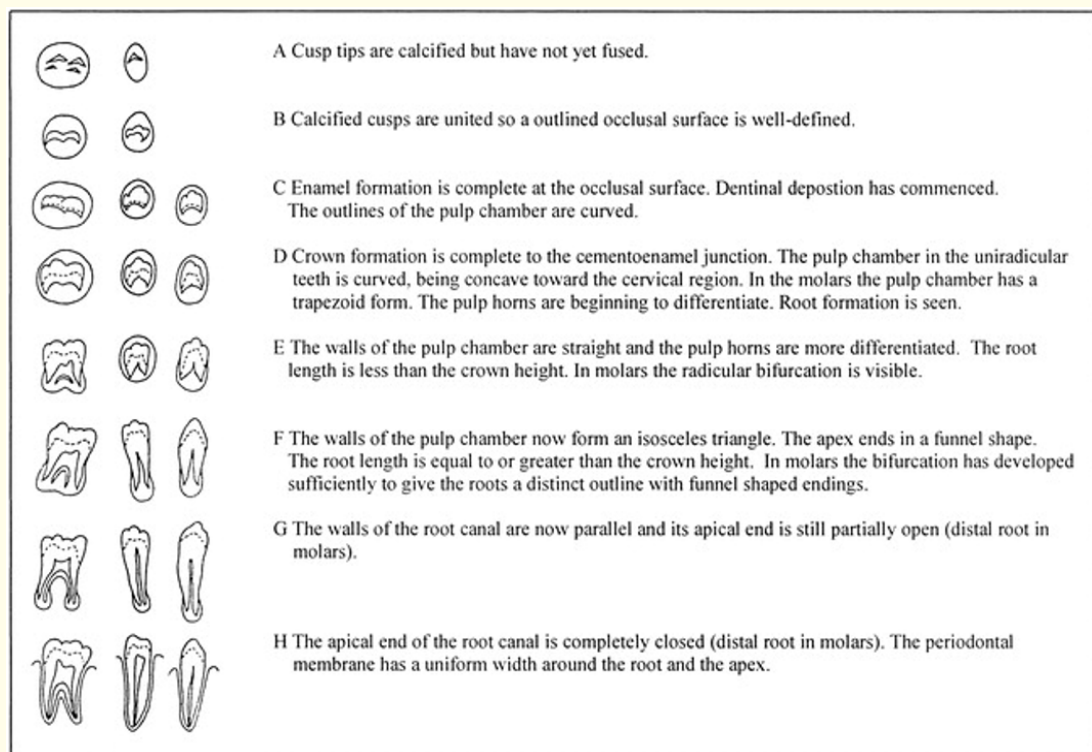 A Cusp tips are calcified but have not yet fused.
B Calcified cusps are united so a outlined occlusal surface is well-defined.
C Enamel formation is complete at the occlusal surface. Dentinal depostion has commenced.
The outlines of the pulp chamber are curved.
D Crown formation is complete to the cementoenamel junction. The pulp chamber in the uniradicular
teeth is curved, being concave toward the cervical region. In the molars the pulp chamber has a
trapezoid form. The pulp horns are beginning to differentiate. Root formation is seen.
E The walls of the pulp chamber are straight and the pulp horns are more differentiated. The root
length is less than the crown height. In molars the radicular bifurcation is visible.
F The walls of the pulp chamber now form an isosceles triangle. The apex ends in a funnel shape.
The root length is equal to or greater than the crown height. In molars the bifurcation has developed
sufficiently to give the roots a distinct outline with funnel shaped endings.
G The walls of the root canal are now parallel and its apical end is still partially open (distal root in
molars).
H The apical end of the root canal is completely closed (distal root in molars). The periodontal
membrane has a uniform width around the root and the apex.